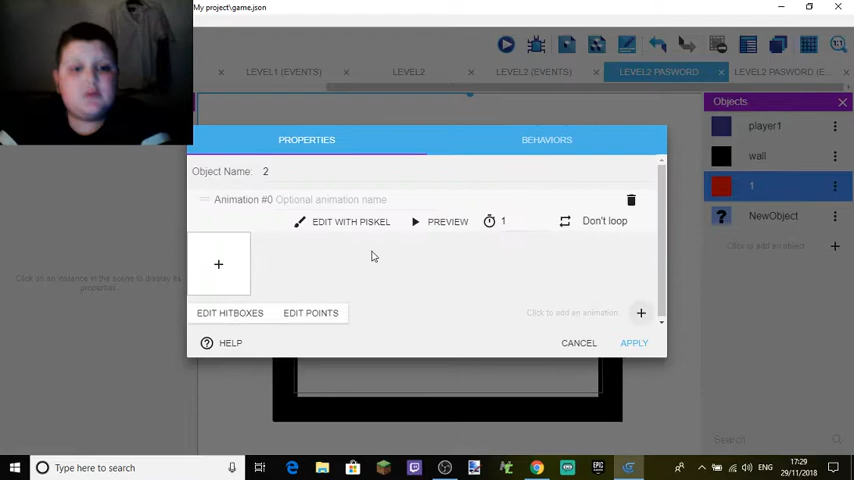 My project\game.json
LEVEL1 (EVENTS)
LEVEL2
LEVEL2 (EVENTS)
LEVEL2 PASWORD
LEVEL2 PASWORD (E...
Objects
PROPERTIES
BEHAVIORS
player1
Object Name: 2
wall
Animation #0 Optional animation name
1
EDIT WITH PISKEL
PREVIEW
1
Don't loop
NewObject
Click to add an object
Click on an instance in the scene to display its
properties
EDIT HITBOXES
EDIT POINTS
Click to add an animation
HELP
CANCEL
APPLY
Search
Type here to search
EPIC
ENG
17:29
29/11/2018